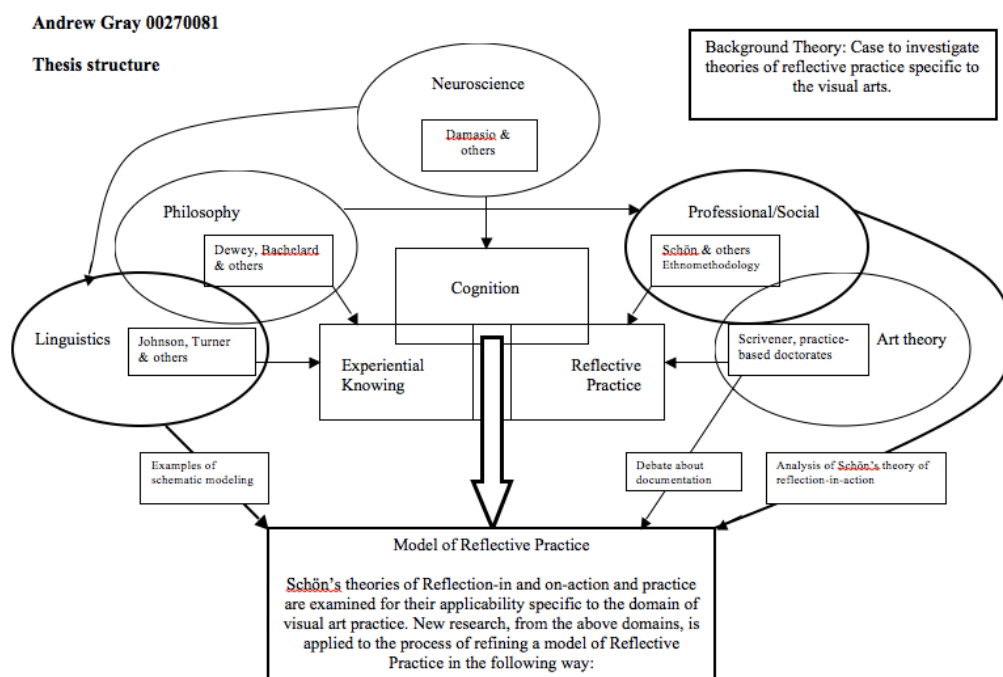 Andrew Gray 00270081
Thesis structure
Background Theory: Case to investigate
theories of reflective practice specific to
the visual arts.
Neuroscience
Damasio &
others
Philosophy
Dewey, Bachelard
& others
Professional/Social
Schön & others
Ethnomethodology
Cognition
Linguistics
Johnson, Turner
& others
Experiential
Knowing
Reflective
Practice
Scrivener, practice-
based doctorates
Art theory
Examples of
schematic modeling
Debate about
documentation
Analysis of Schön's theory of
reflection-in-action
Model of Reflective Practice
Schön's theories of Reflection-in and on-action and practice
are examined for their applicability specific to the domain of
visual art practice. New research, from the above domains, is
applied to the process of refining a model of Reflective
Practice in the following way: